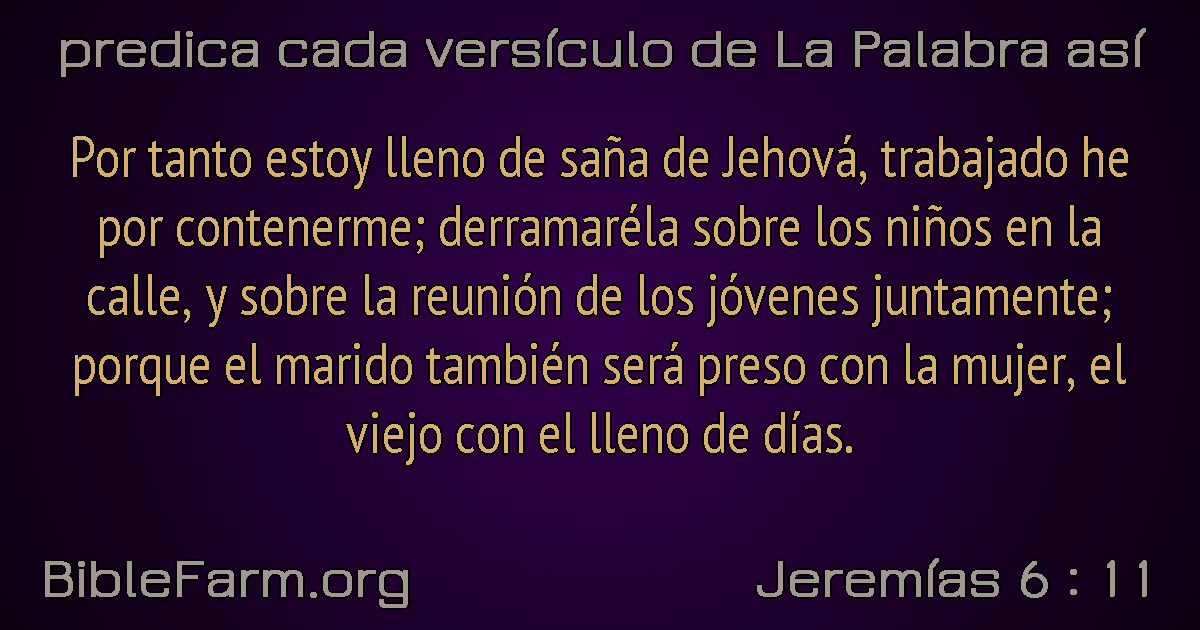 predica cada versículo de La Palabra así
Por tanto estoy lleno de saña de Jehová, trabajado he
por contenerme; derramaréla sobre los niños en la
calle, y sobre la reunión de los jóvenes juntamente;
porque el marido también será preso con la mujer, el
viejo con el lleno de días.
BibleFarm.org
Jeremías 6 : 11